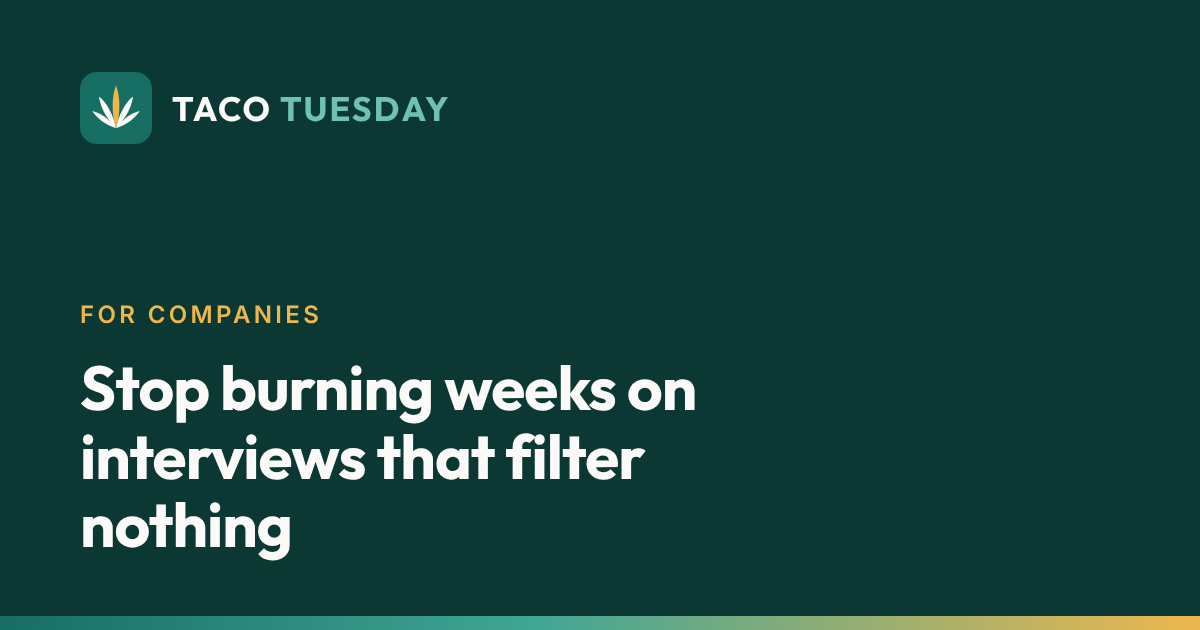 TACO TUESDAY
FOR COMPANIES
Stop burning weeks on
interviews that filter
nothing